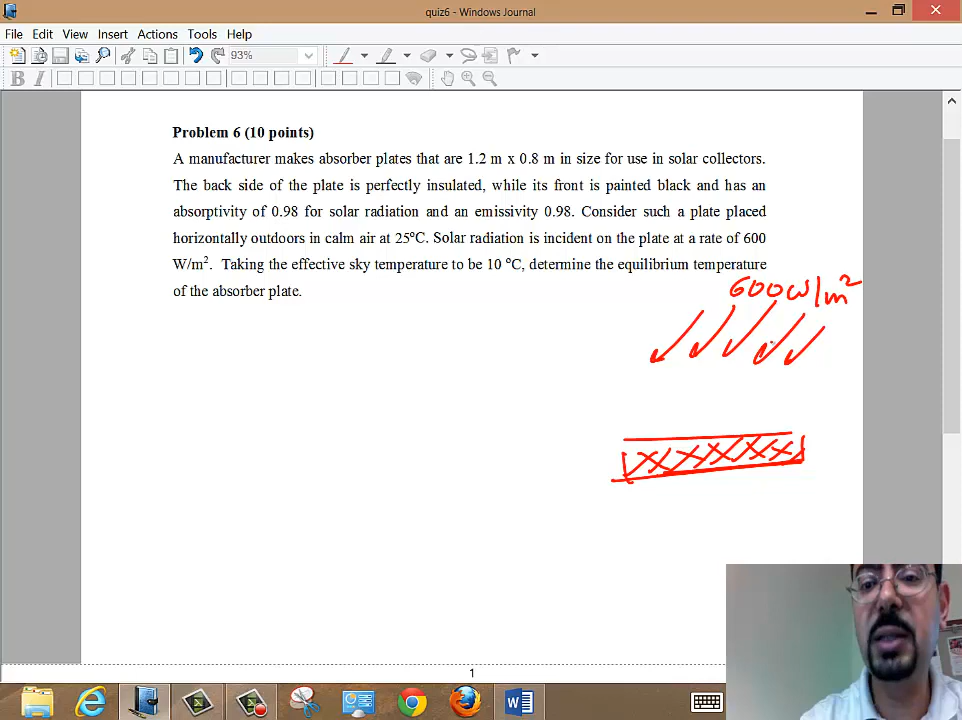 quiz6 - Windows Journal
File Edit View Insert Actions Tools Help
93%
B I
Problem 6 (10 points)
A manufacturer makes absorber plates that are 1.2 m x 0.8 m in size for use in solar collectors.
The back side of the plate is perfectly insulated, while its front is painted black and has an
absorptivity of 0.98 for solar radiation and an emissivity 0.98. Consider such a plate placed
horizontally outdoors in calm air at 25°C. Solar radiation is incident on the plate at a rate of 600
W/m². Taking the effective sky temperature to be 10 °C, determine the equilibrium temperature
of the absorber plate.
600W/m²
1